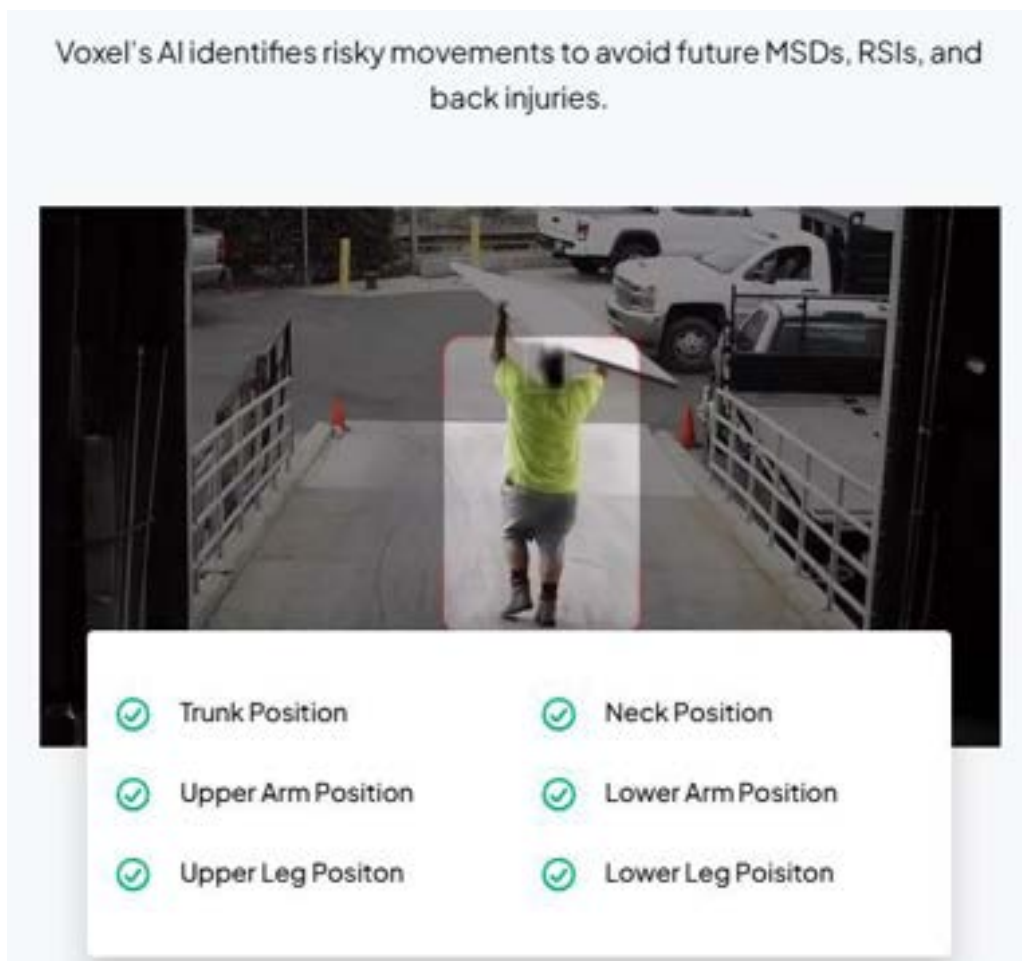 Voxel's AI identifies risky movements to avoid future MSDs, RSIs, and
back injuries.
Trunk Position
Neck Position
Upper Arm Position
Lower Arm Position
Upper Leg Positon
Lower Leg Poisiton